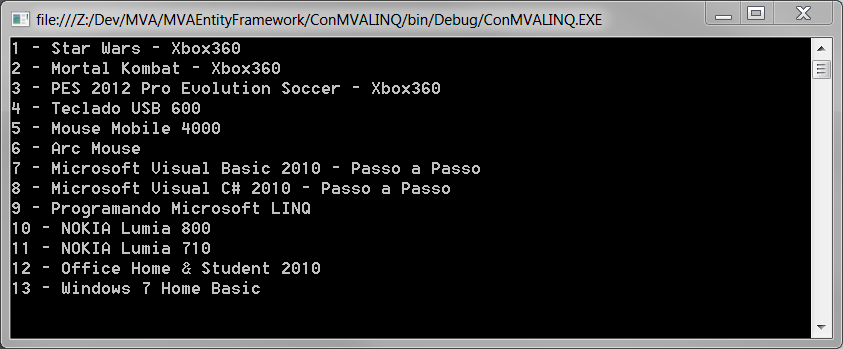 file:///Z:/Dev/MVA/MVAEntityFramework/ConMVALINQ/bin/Debug/ConMVALINQ.EXE
1 - Star Wars - Xbox360
2 - Mortal Kombat - Xbox360
3 - PES 2012 Pro Evolution Soccer - Xbox360
4 - Teclado USB 600
5 - Mouse Mobile 4000
6 - Arc Mouse
7 - Microsoft Visual Basic 2010 - Passo a Passo
8 - Microsoft Visual C# 2010 - Passo a Passo
9 - Programando Microsoft LINQ
10 - NOKIA Lumia 800
11 - NOKIA Lumia 710
12 - Office Home & Student 2010
13 - Windows 7 Home Basic